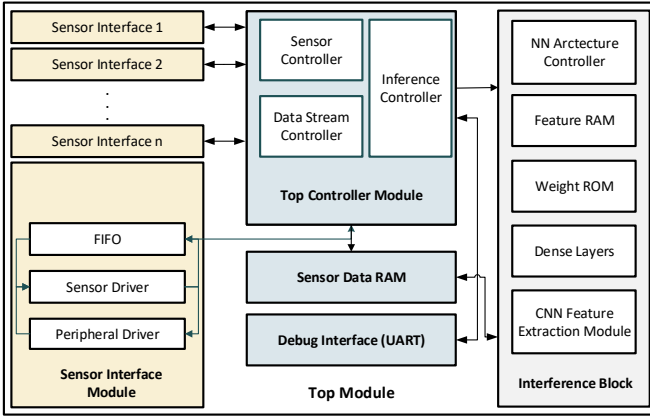 Sensor Interface 1
Sensor Interface 2
.
.
.
Sensor Interface n
FIFO
Sensor Driver
Peripheral Driver
Sensor Interface
Module
Sensor
Controller
Data Stream
Controller
Inference
Controller
Top Controller Module
Sensor Data RAM
Debug Interface (UART)
Top Module
NN Arctecture
Controller
Feature RAM
Weight ROM
Dense Layers
CNN Feature
Extraction Module
Interference Block